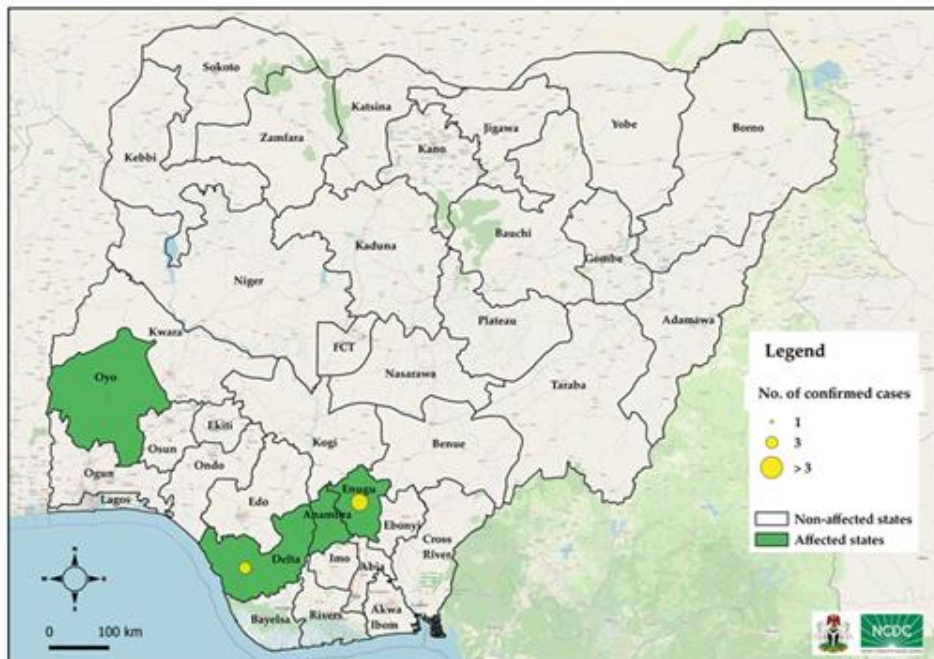 Sokoto
Katsina
Jigawa
Yobe
Borno
Zamfara
Kano
Kebbi
Bauchi
Kaduna
Gombe
Niger
Adamawa
Plateau
Kwara
FCT
Nasarawa
Taraba
Oyo
Ekiti
Kogi
Benue
Osun
Ondo
Ogun
Enugu
Lagos
Edo
Anambra
Ebonyi
Cross
River
Delta
Imo
Abia
Akwa
Ibom
Bayelsa
Rivers
Legend
No. of confirmed cases
1
3
> 3
Non-affected states
Affected states
0 100 km
NCDC